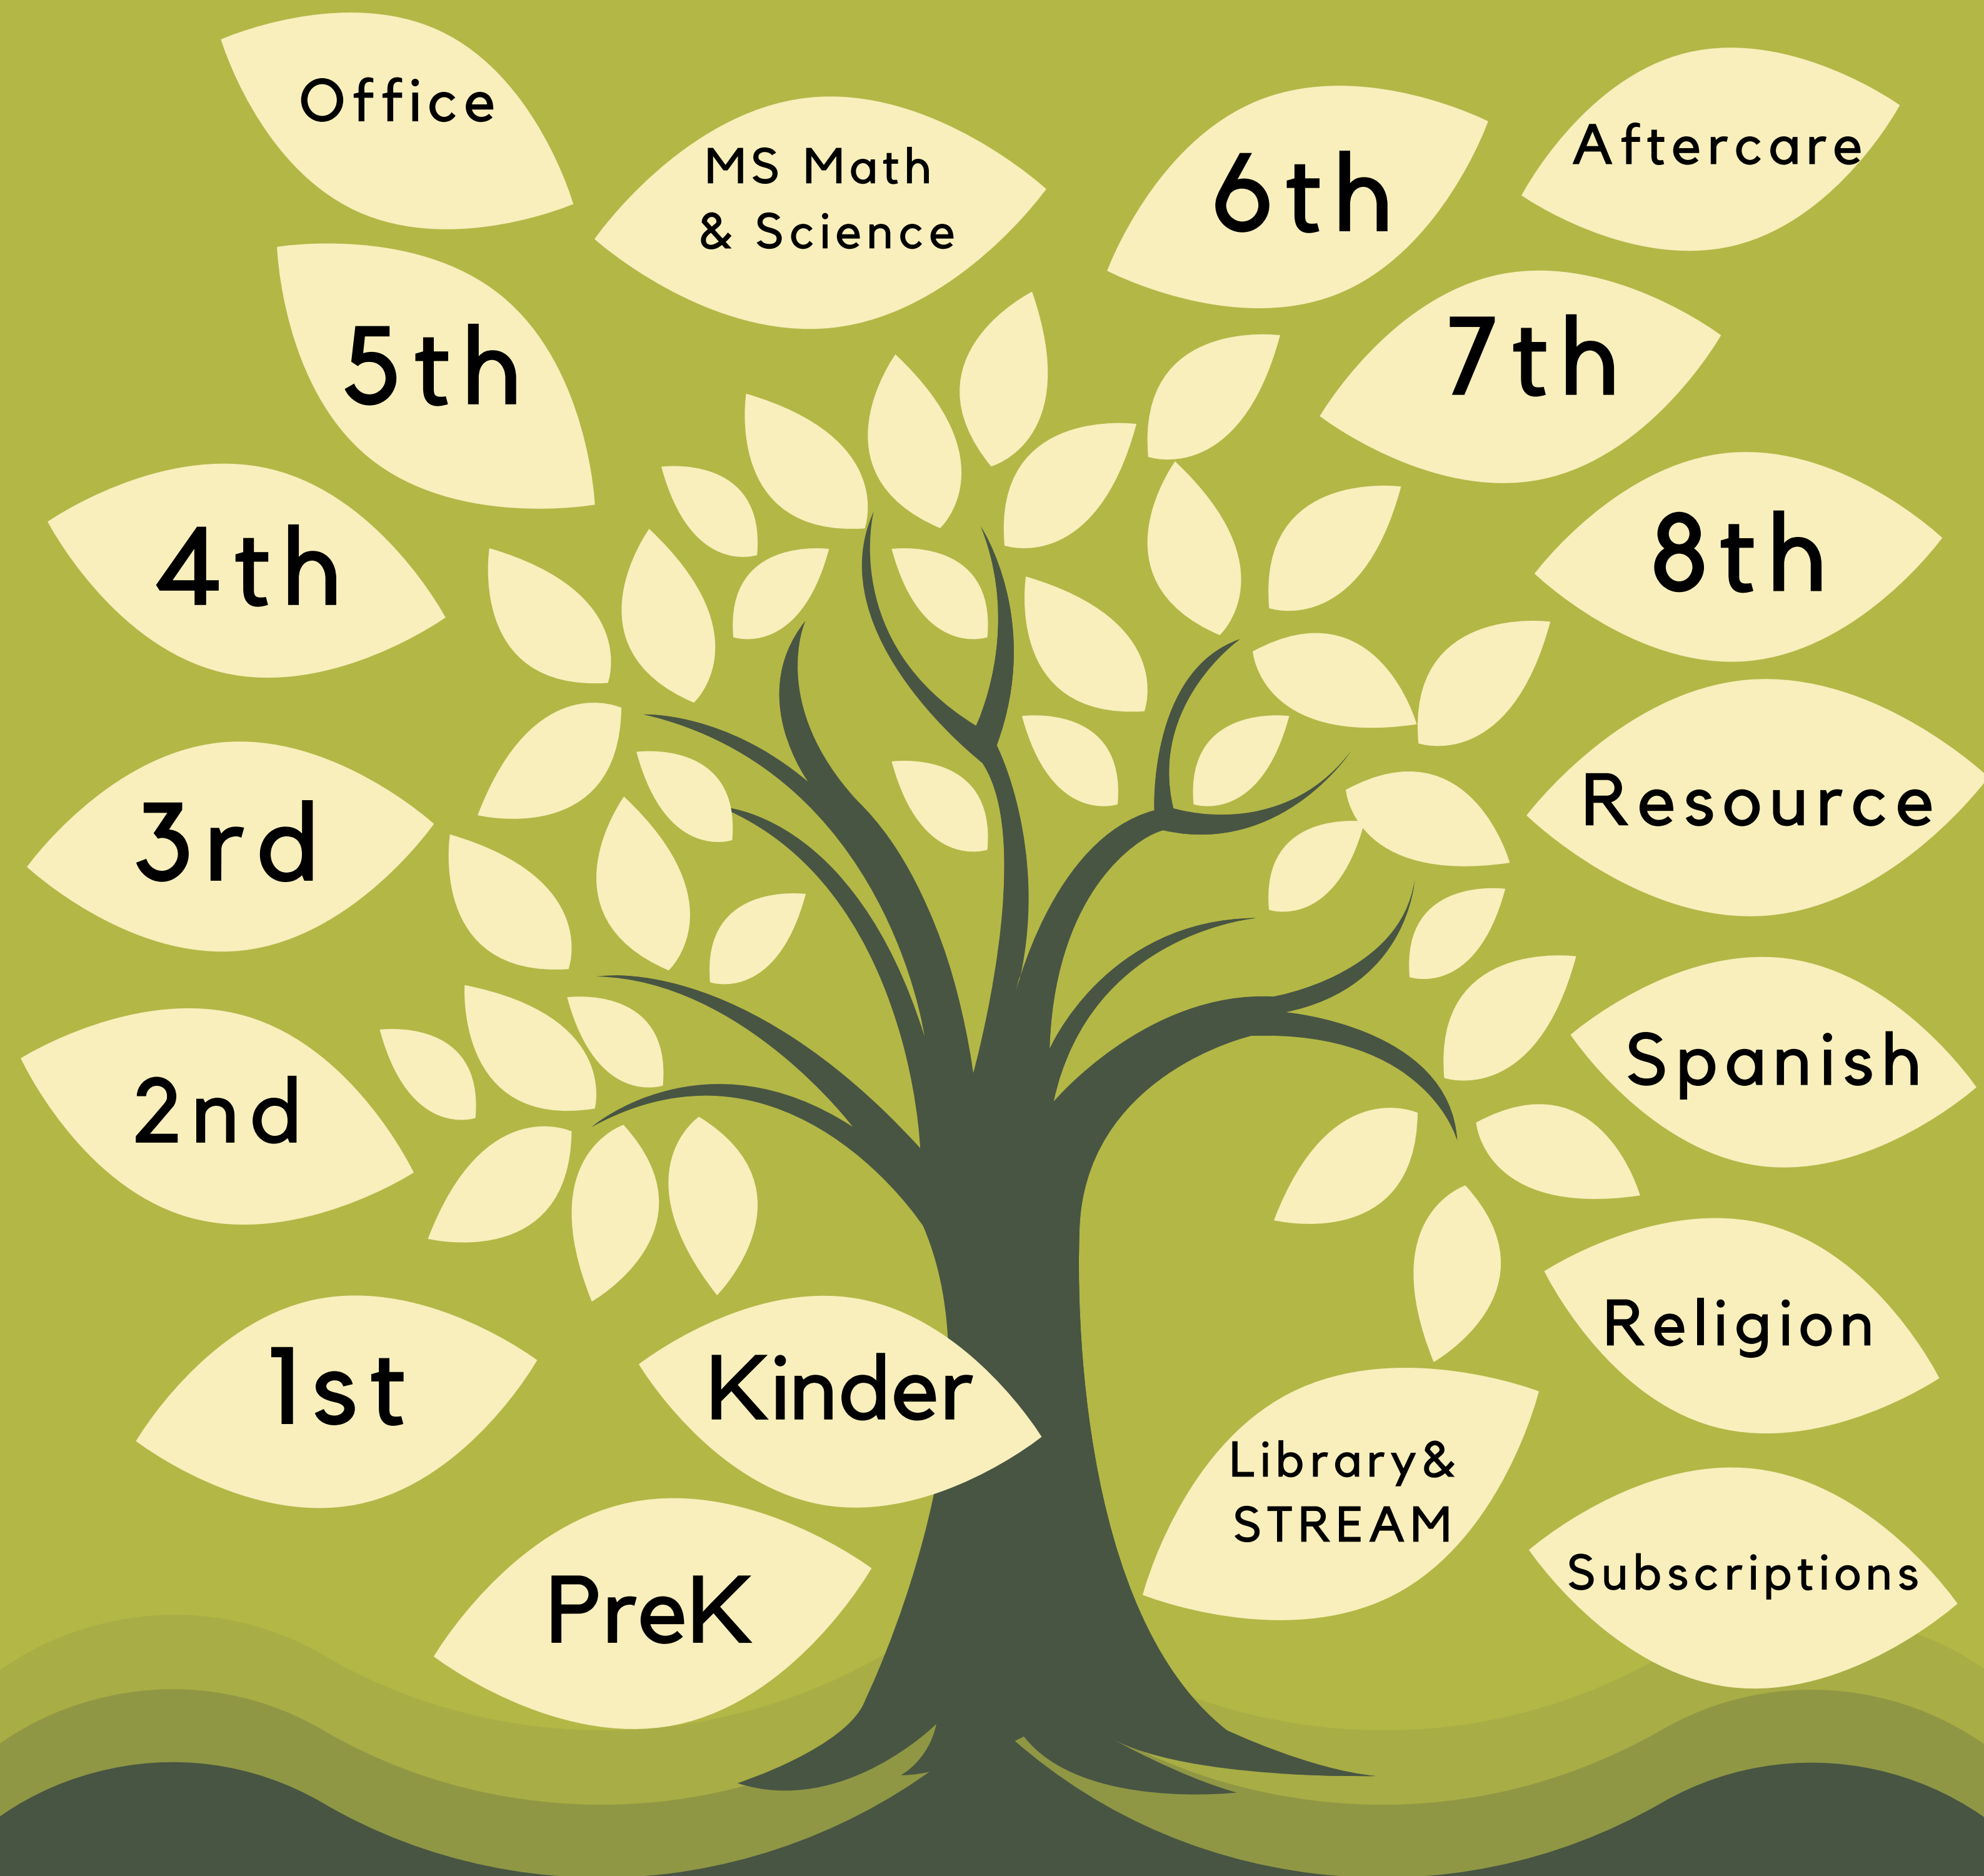 Office
MS Math
& Science
6th
Aftercare
5th
7th
4th
8th
3rd
Resource
2nd
Spanish
1st
Kinder
Religion
Library&
STREAM
PreK
Subscriptions